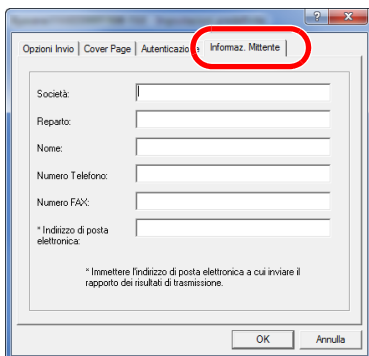 Opzioni Invio Cover Page Autenticazione Informaz. Mittente
Società:
Reparto:
Nome:
Numero Telefono:
Numero FAX:
* Indirizzo di posta
elettronica:
* Immettere l'indirizzo di posta elettronica a cui inviare il
rapporto dei risultati di trasmissione.
OK Annulla